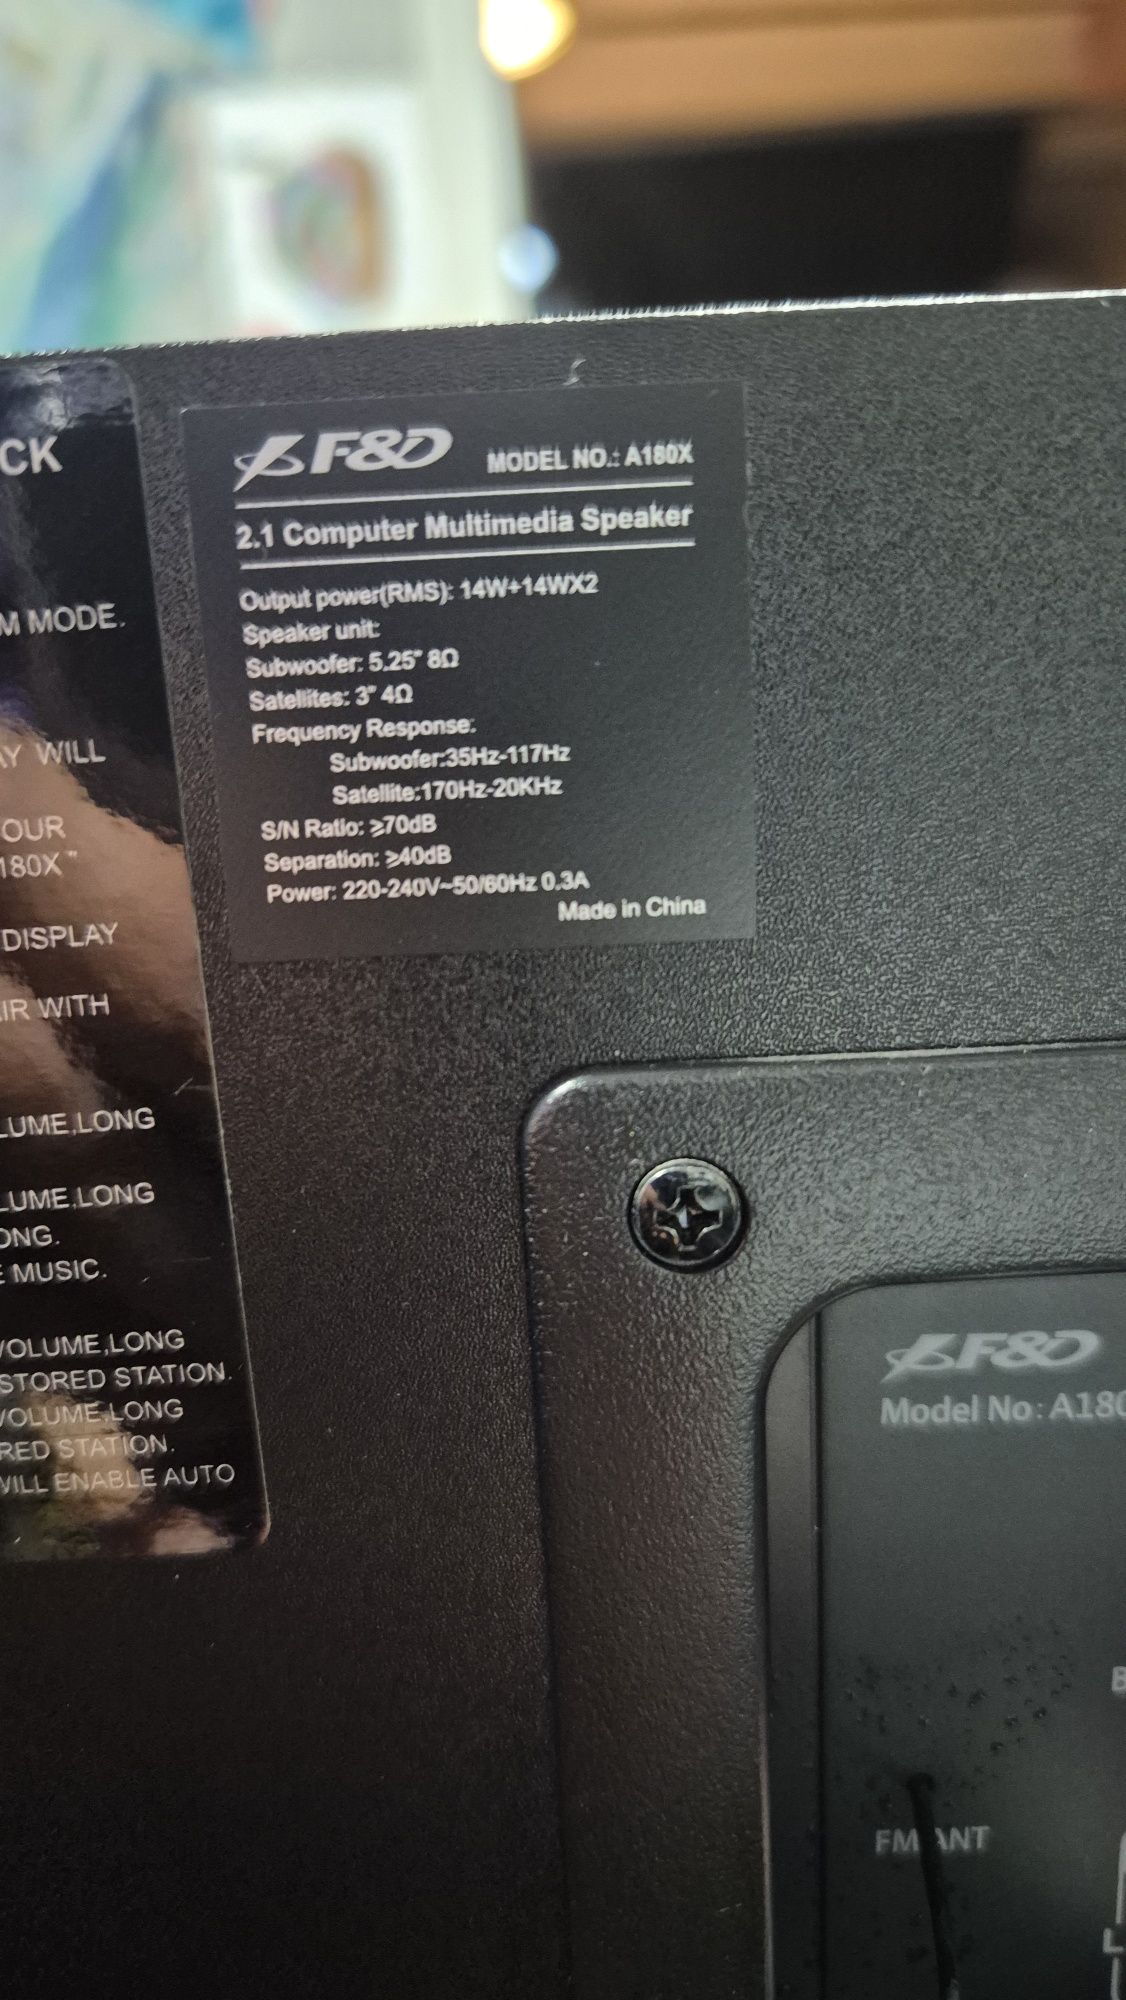 CK
M MODE.
AY WILL
OUR
180X"
DISPLAY
IR WITH
LUME,LONG
LUME,LONG
ONG.
E MUSIC.
VOLUME,LONG
STORED STATION.
VOLUME,LONG
RED STATION.
WILL ENABLE AUTO
F&D MODEL NO.: A180X
2.1 Computer Multimedia Speaker
Output power(RMS): 14W+14WX2
Speaker unit:
Subwoofer: 5.25" 8Ω
Satellites: 3" 4Ω
Frequency Response:
Subwoofer:35Hz-117Hz
Satellite:170Hz-20KHz
S/N Ratio: ≥70dB
Separation: ≥40dB
Power: 220-240V~50/60Hz 0.3A
Made in China
F&D
Model No: A180
B
FM ANT
L